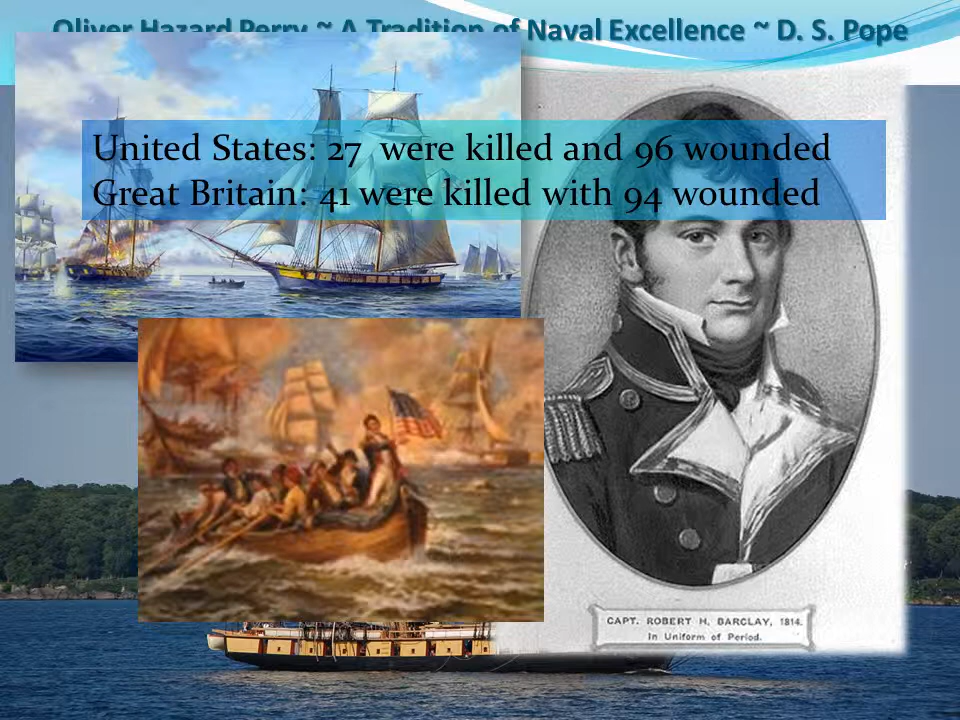 Oliver Hazard Perry ~ A Tradition of Naval Excellence ~ D. S. Pope
United States: 27 were killed and 96 wounded
Great Britain: 41 were killed with 94 wounded
CAPT. ROBERT H. BARCLAY, 1814.
In Uniform of Period.